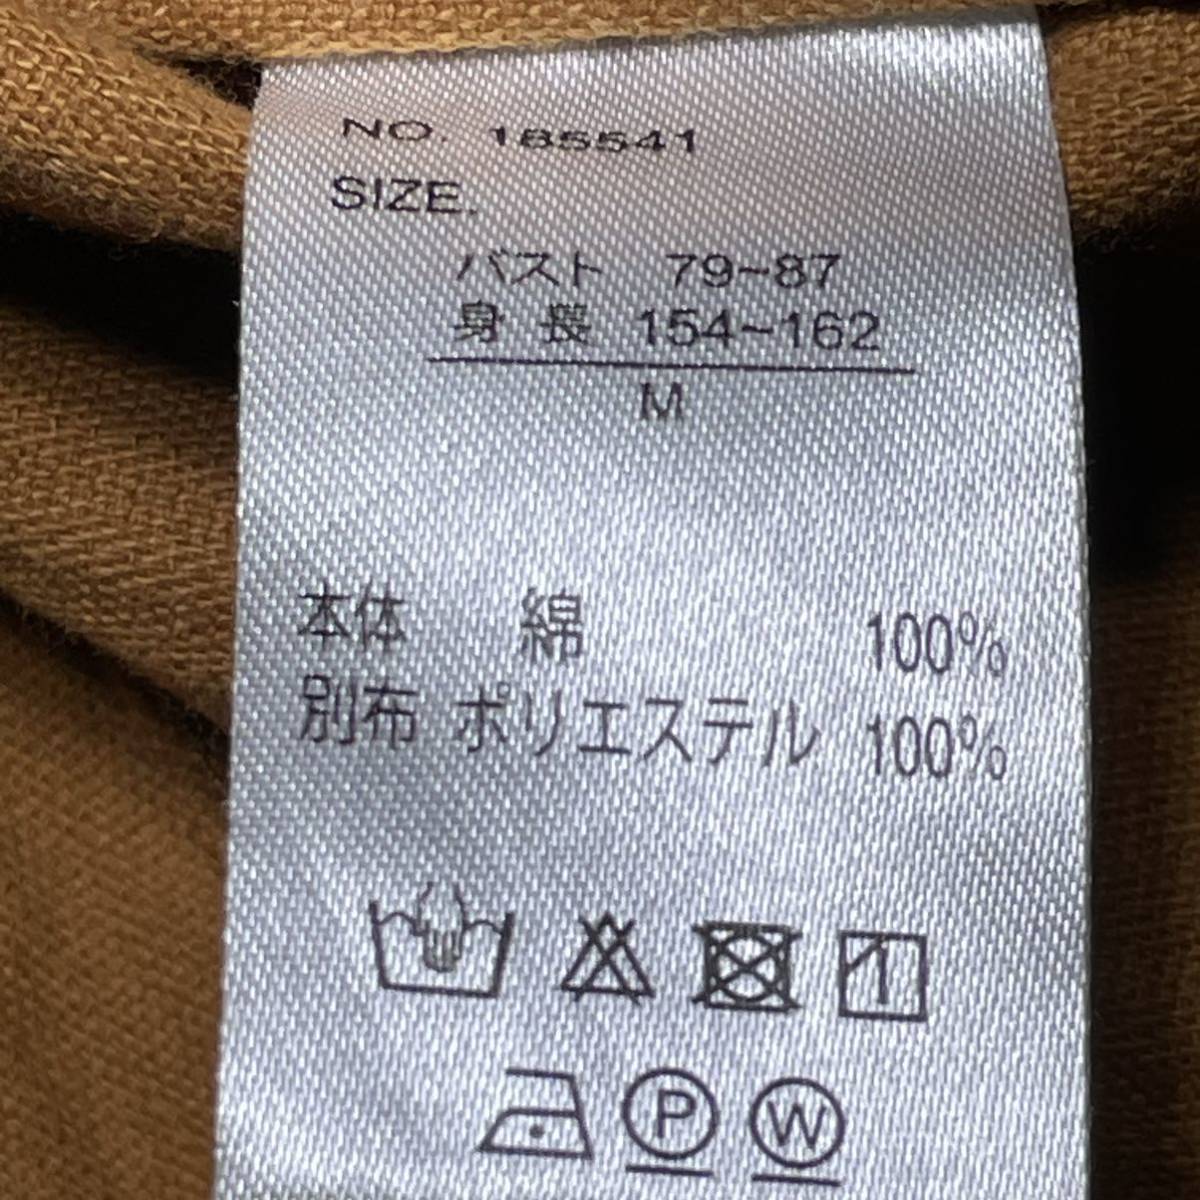 NO. 185541
SIZE.
バスト 79~87
身長 154~162
M
本体 綿 100%
別布 ポリエステル 100%
P W